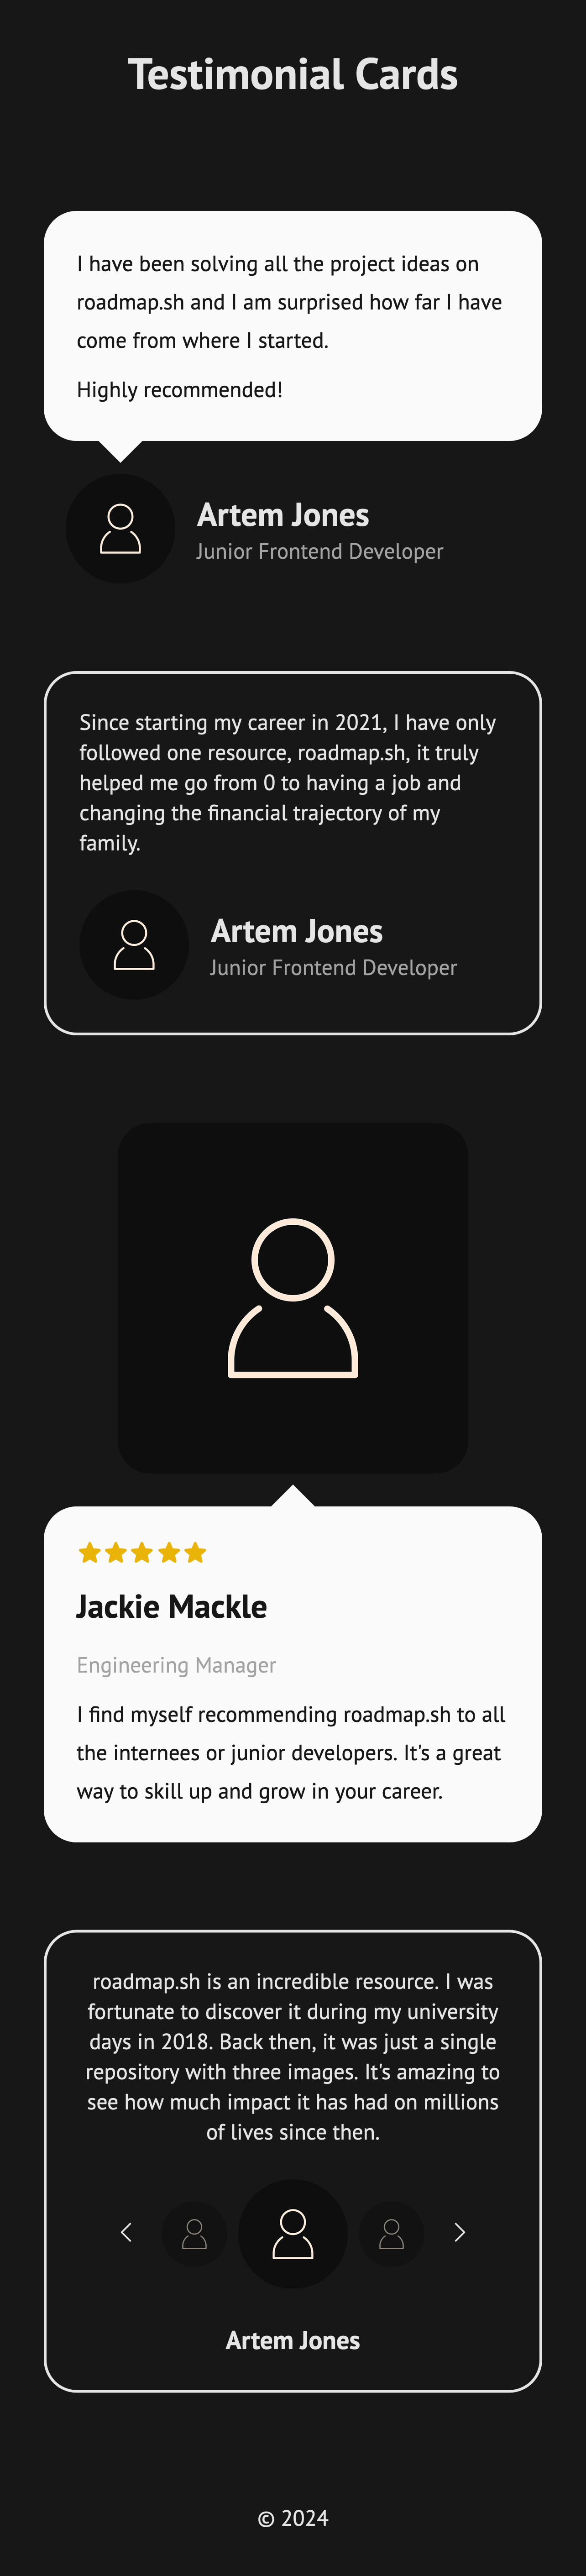 Testimonial Cards
I have been solving all the project ideas on
roadmap.sh and I am surprised how far I have
come from where I started.
Highly recommended!
Artem Jones
Junior Frontend Developer
Since starting my career in 2021, I have only
followed one resource, roadmap.sh, it truly
helped me go from 0 to having a job and
changing the financial trajectory of my
family.
Artem Jones
Junior Frontend Developer
Jackie Mackle
Engineering Manager
I find myself recommending roadmap.sh to all
the internees or junior developers. It's a great
way to skill up and grow in your career.
roadmap.sh is an incredible resource. I was
fortunate to discover it during my university
days in 2018. Back then, it was just a single
repository with three images. It's amazing to
see how much impact it has had on millions
of lives since then.
Artem Jones
© 2024